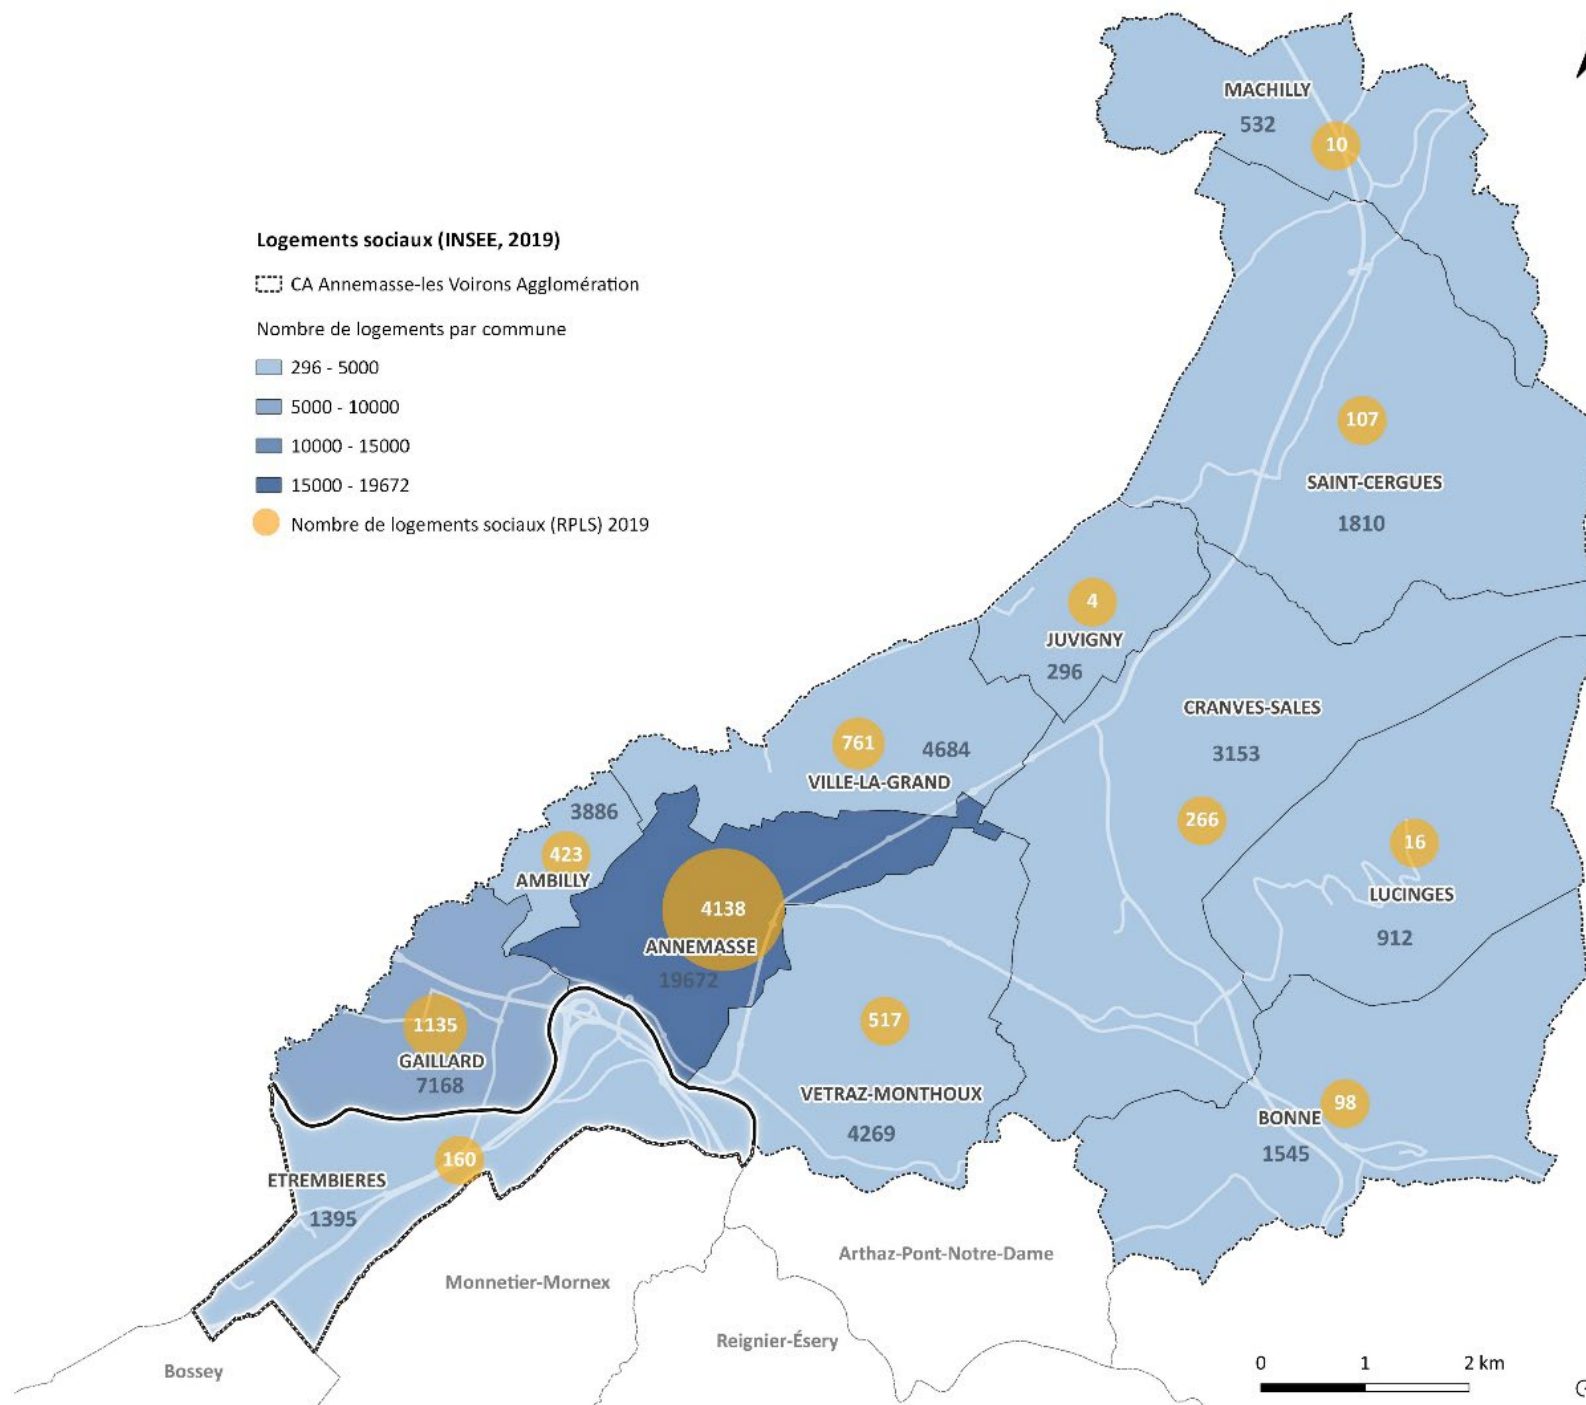 MACHILLY
532
10
Logements sociaux (INSEE, 2019)
CA Annemasse-les Voirons Agglomération
Nombre de logements par commune
296 - 5000
5000 - 10000
10000 - 15000
15000 - 19672
Nombre de logements sociaux (RPLS) 2019
107
SAINT-CERGUES
1810
4
JUVIGNY
296
CRANVES-SALES
3153
266
761
4684
VILLE-LA-GRAND
3886
423
AMBILLY
16
LUCINGES
912
4138
ANNEMASSE
19672
1135
GAILLARD
7168
517
VETRAZ-MONTHOUX
4269
98
BONNE
1545
160
ETREMBIERES
1395
Arthaz-Pont-Notre-Dame
Monnetier-Mornex
Reignier-Ésery
Bossey
0 1 2 km